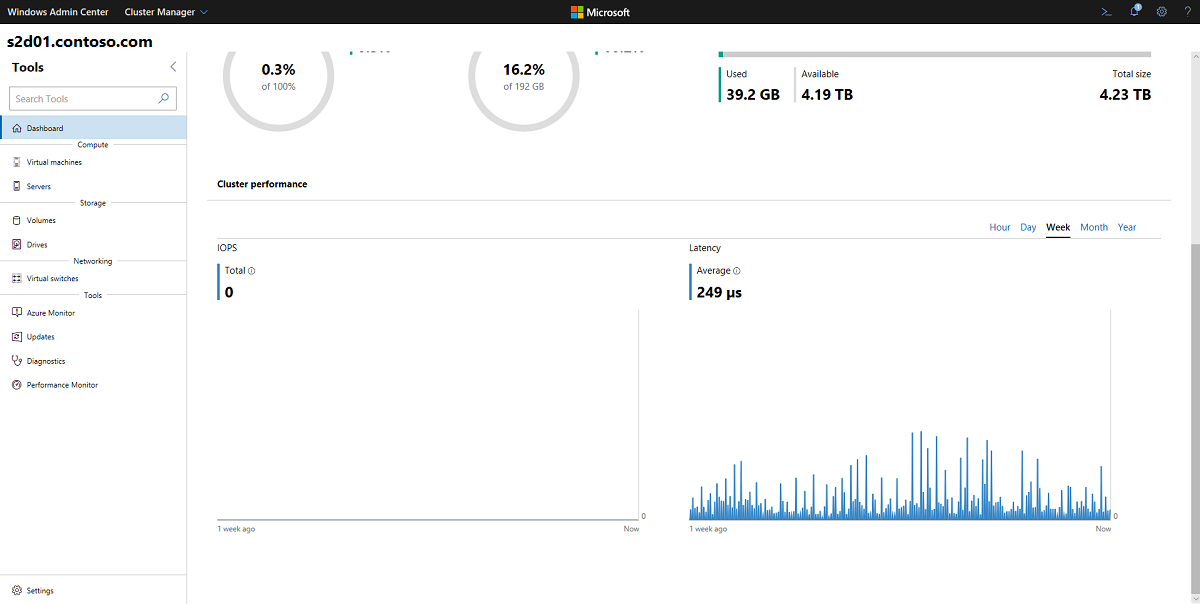 Windows Admin Center Cluster Manager Microsoft >_ 1 ?
s2d01.contoso.com
Tools
Search Tools
Dashboard
Compute
Virtual machines
Servers
Storage
Volumes
Drives
Networking
Virtual switches
Tools
Azure Monitor
Updates
Diagnostics
Performance Monitor
Settings
0.3%
of 100%
16.2%
of 192 GB
Used Available Total size
39.2 GB 4.19 TB 4.23 TB
Cluster performance
Hour Day Week Month Year
IOPS
Total
0
0
1 week ago Now
Latency
Average
249 µs
0
1 week ago Now